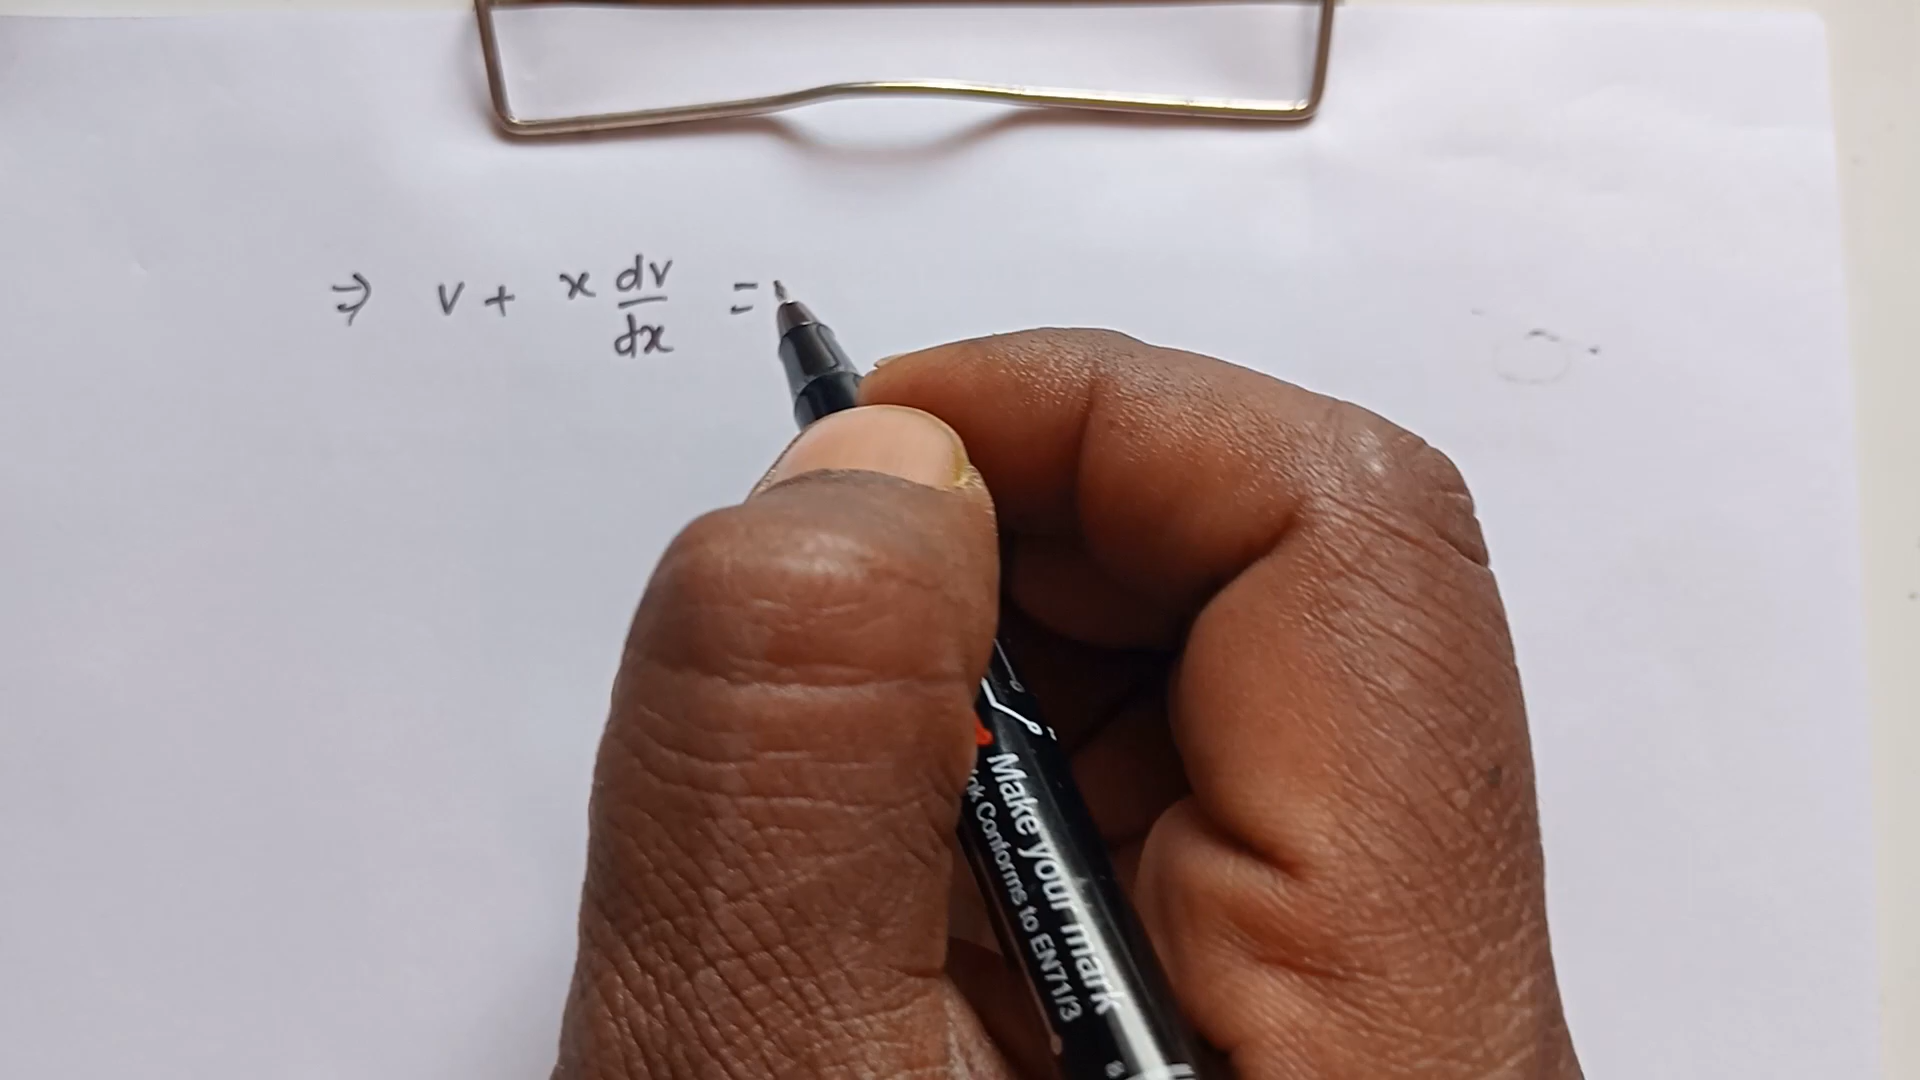 ⇒ v + x dv/dx =
Make your mark
Ink Conforms to EN71/3